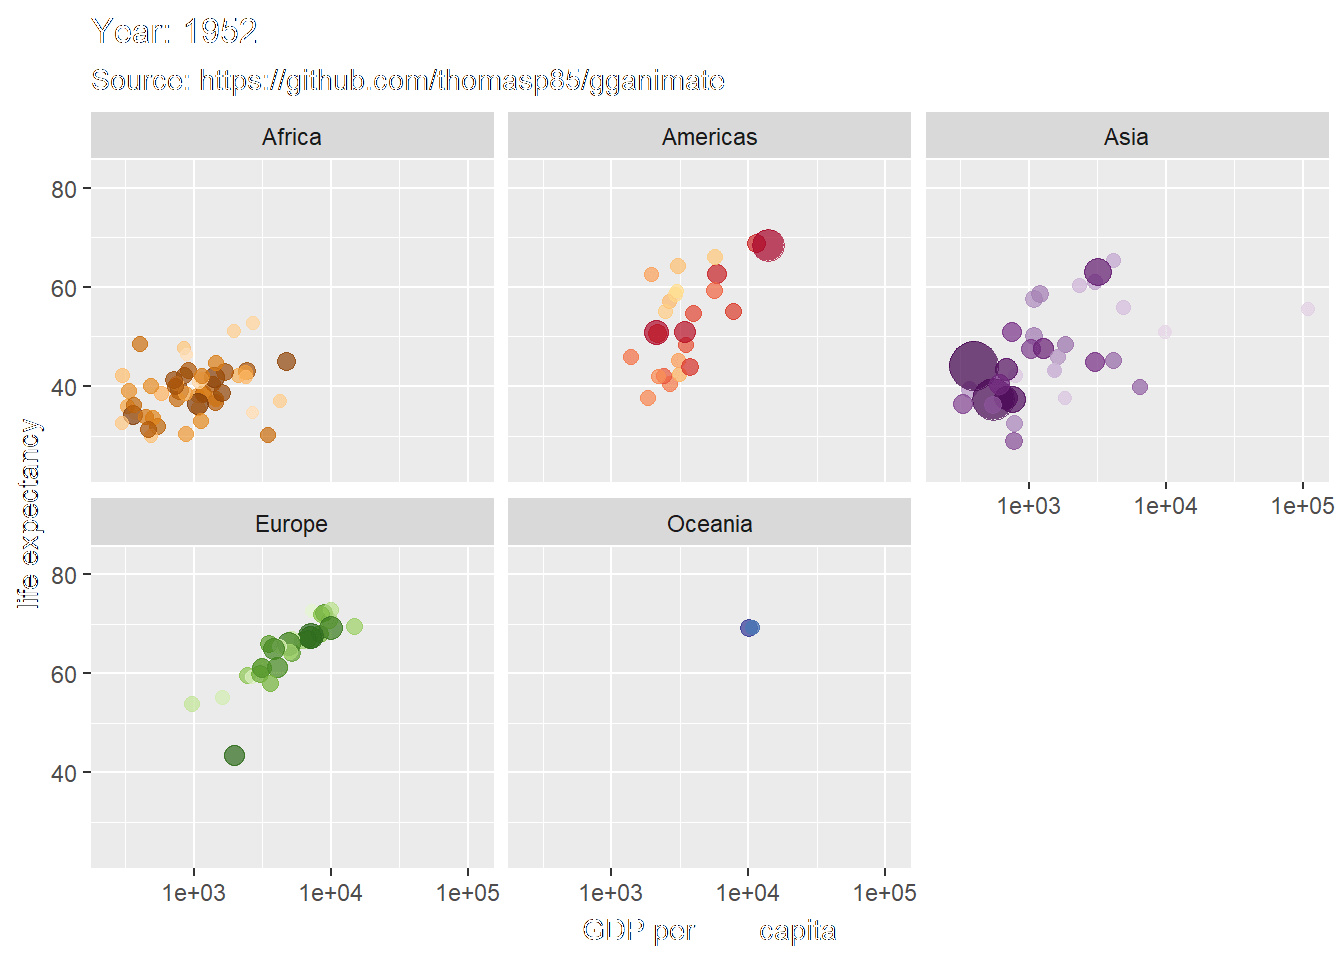 Year: 1952
Source: https://github.com/thomasp85/gganimate
Africa
Americas
Asia
80
60
40
1e+03 1e+04 1e+05
Europe
Oceania
80
60
40
1e+03 1e+04 1e+05
1e+03 1e+04 1e+05
life expectancy
GDP per capita